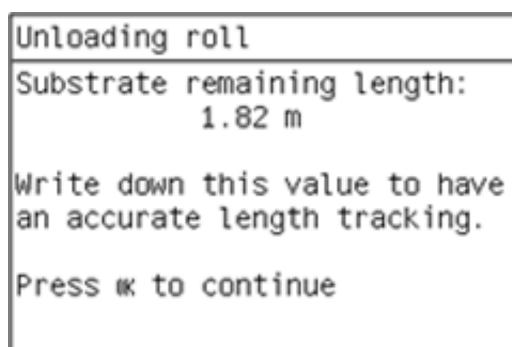 Unloading roll
Substrate remaining length:
1.82 m
Write down this value to have
an accurate length tracking.
Press OK to continue